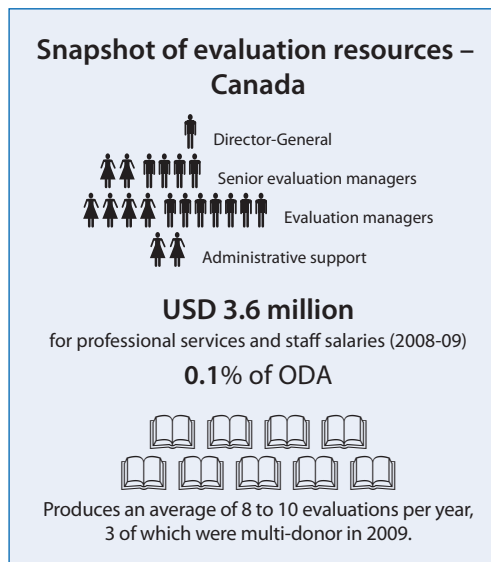 Snapshot of evaluation resources –
Canada
Director-General
Senior evaluation managers
Evaluation managers
Administrative support
USD 3.6 million
for professional services and staff salaries (2008-09)
0.1% of ODA
Produces an average of 8 to 10 evaluations per year,
3 of which were multi-donor in 2009.